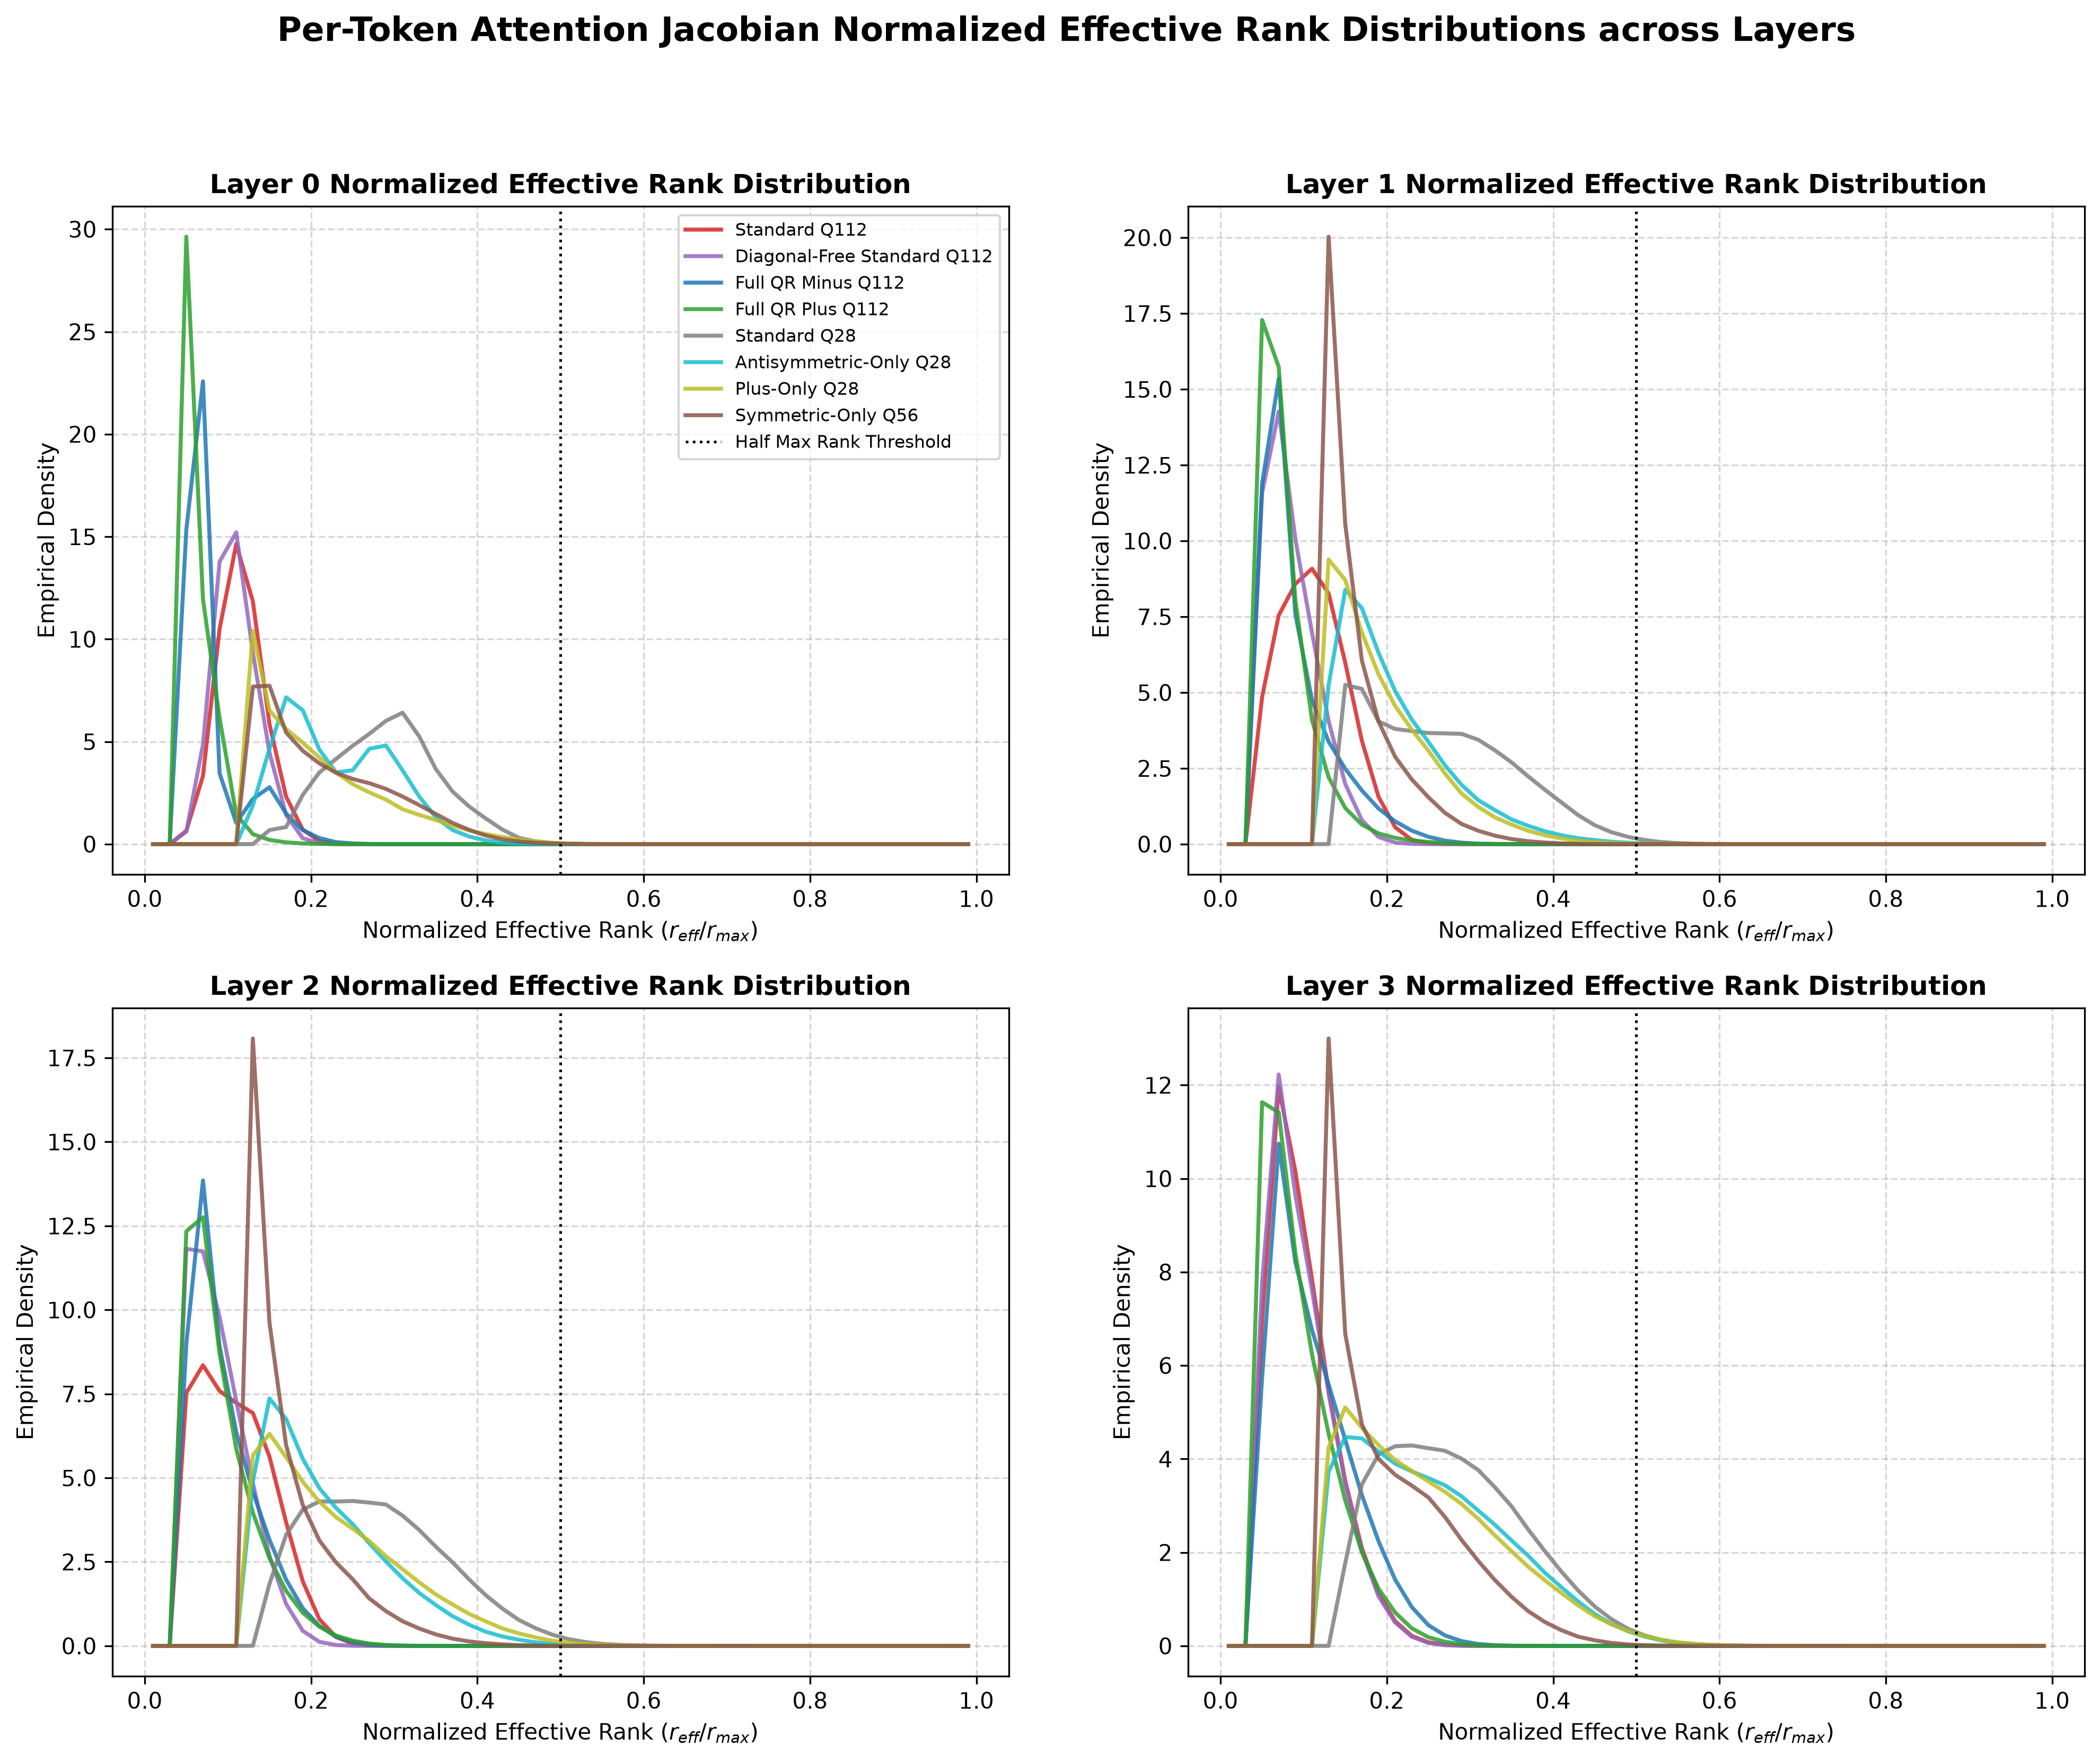 Per-Token Attention Jacobian Normalized Effective Rank Distributions across Layers
Layer 0 Normalized Effective Rank Distribution
Empirical Density
30
25
20
15
10
5
0
0.0 0.2 0.4 0.6 0.8 1.0
Normalized Effective Rank (r_eff/r_max)
Standard Q112
Diagonal-Free Standard Q112
Full QR Minus Q112
Full QR Plus Q112
Standard Q28
Antisymmetric-Only Q28
Plus-Only Q28
Symmetric-Only Q56
Half Max Rank Threshold
Layer 1 Normalized Effective Rank Distribution
Empirical Density
20.0
17.5
15.0
12.5
10.0
7.5
5.0
2.5
0.0
0.0 0.2 0.4 0.6 0.8 1.0
Normalized Effective Rank (r_eff/r_max)
Layer 2 Normalized Effective Rank Distribution
Empirical Density
17.5
15.0
12.5
10.0
7.5
5.0
2.5
0.0
0.0 0.2 0.4 0.6 0.8 1.0
Normalized Effective Rank (r_eff/r_max)
Layer 3 Normalized Effective Rank Distribution
Empirical Density
12
10
8
6
4
2
0
0.0 0.2 0.4 0.6 0.8 1.0
Normalized Effective Rank (r_eff/r_max)